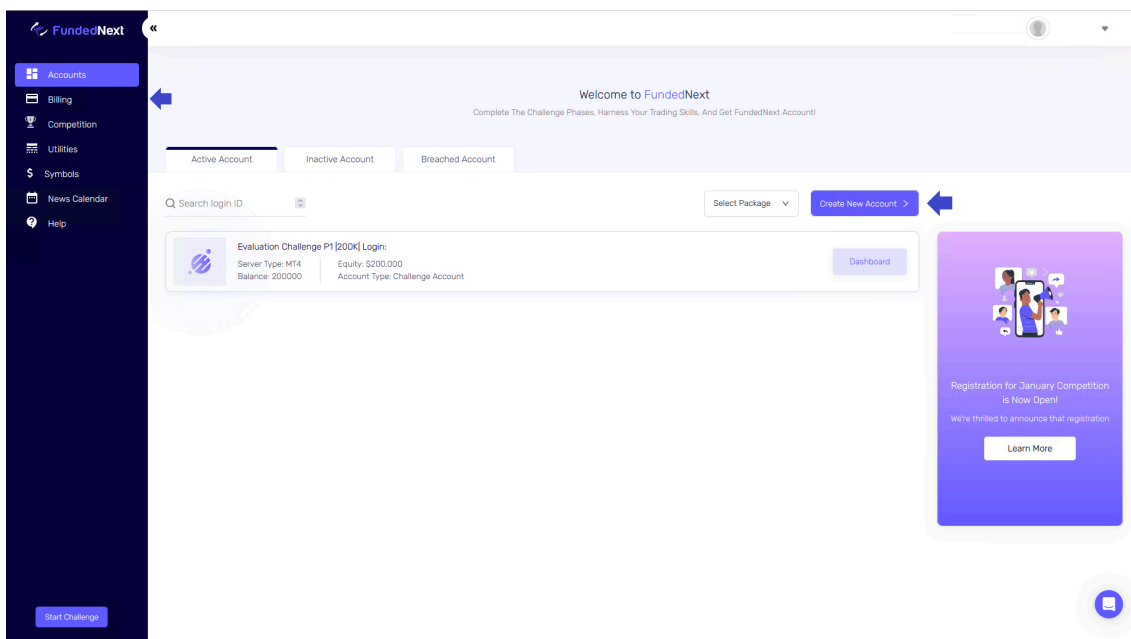 FundedNext
«
Accounts
Billing
Competition
Utilities
$ Symbols
News Calendar
Help
Start Challenge
Welcome to FundedNext
Complete The Challenge Phases, Harness Your Trading Skills, And Get FundedNext Account!
Active Account
Inactive Account
Breached Account
Search login ID
Select Package
Create New Account >
Evaluation Challenge P1 |200K| Login:
Server Type: MT4
Equity: $200,000
Balance: 200000
Account Type: Challenge Account
Dashboard
Registration for January Competition
is Now Open!
We're thrilled to announce that registration
Learn More